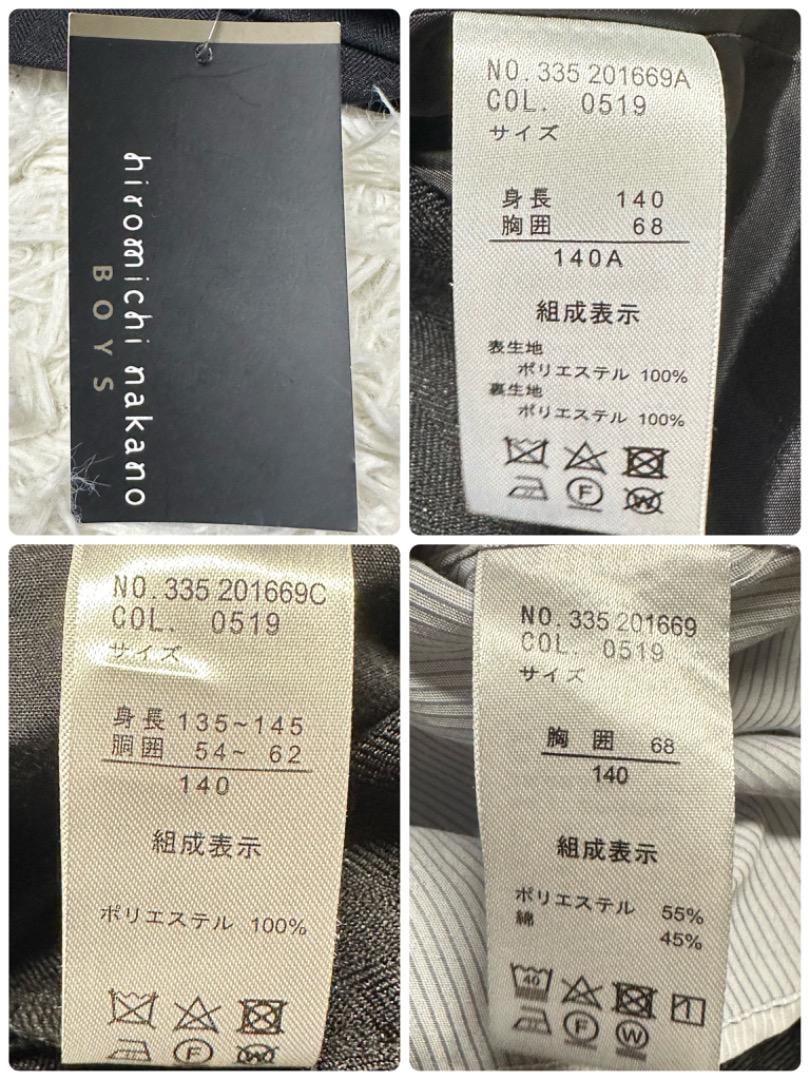 hiromichi nakano
BOYS
NO. 335 201669A
COL. 0519
サイズ
身長 140
胸囲 68
140A
組成表示
表生地
ポリエステル 100%
裏生地
ポリエステル 100%
F
W
NO. 335 201669C
COL. 0519
サイズ
身長 135~145
胴囲 54~ 62
140
組成表示
ポリエステル 100%
F
W
NO. 335 201669
COL. 0519
サイズ
胸囲 68
140
組成表示
ポリエステル 55%
綿 45%
40
F
W